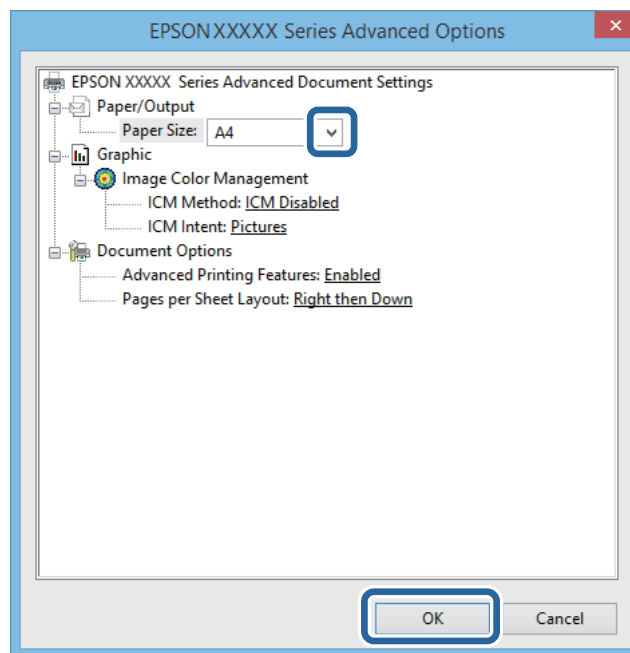 EPSON XXXXX Series Advanced Options
EPSON XXXXX Series Advanced Document Settings
Paper/Output
Paper Size: A4
Graphic
Image Color Management
ICM Method: ICM Disabled
ICM Intent: Pictures
Document Options
Advanced Printing Features: Enabled
Pages per Sheet Layout: Right then Down
OK Cancel